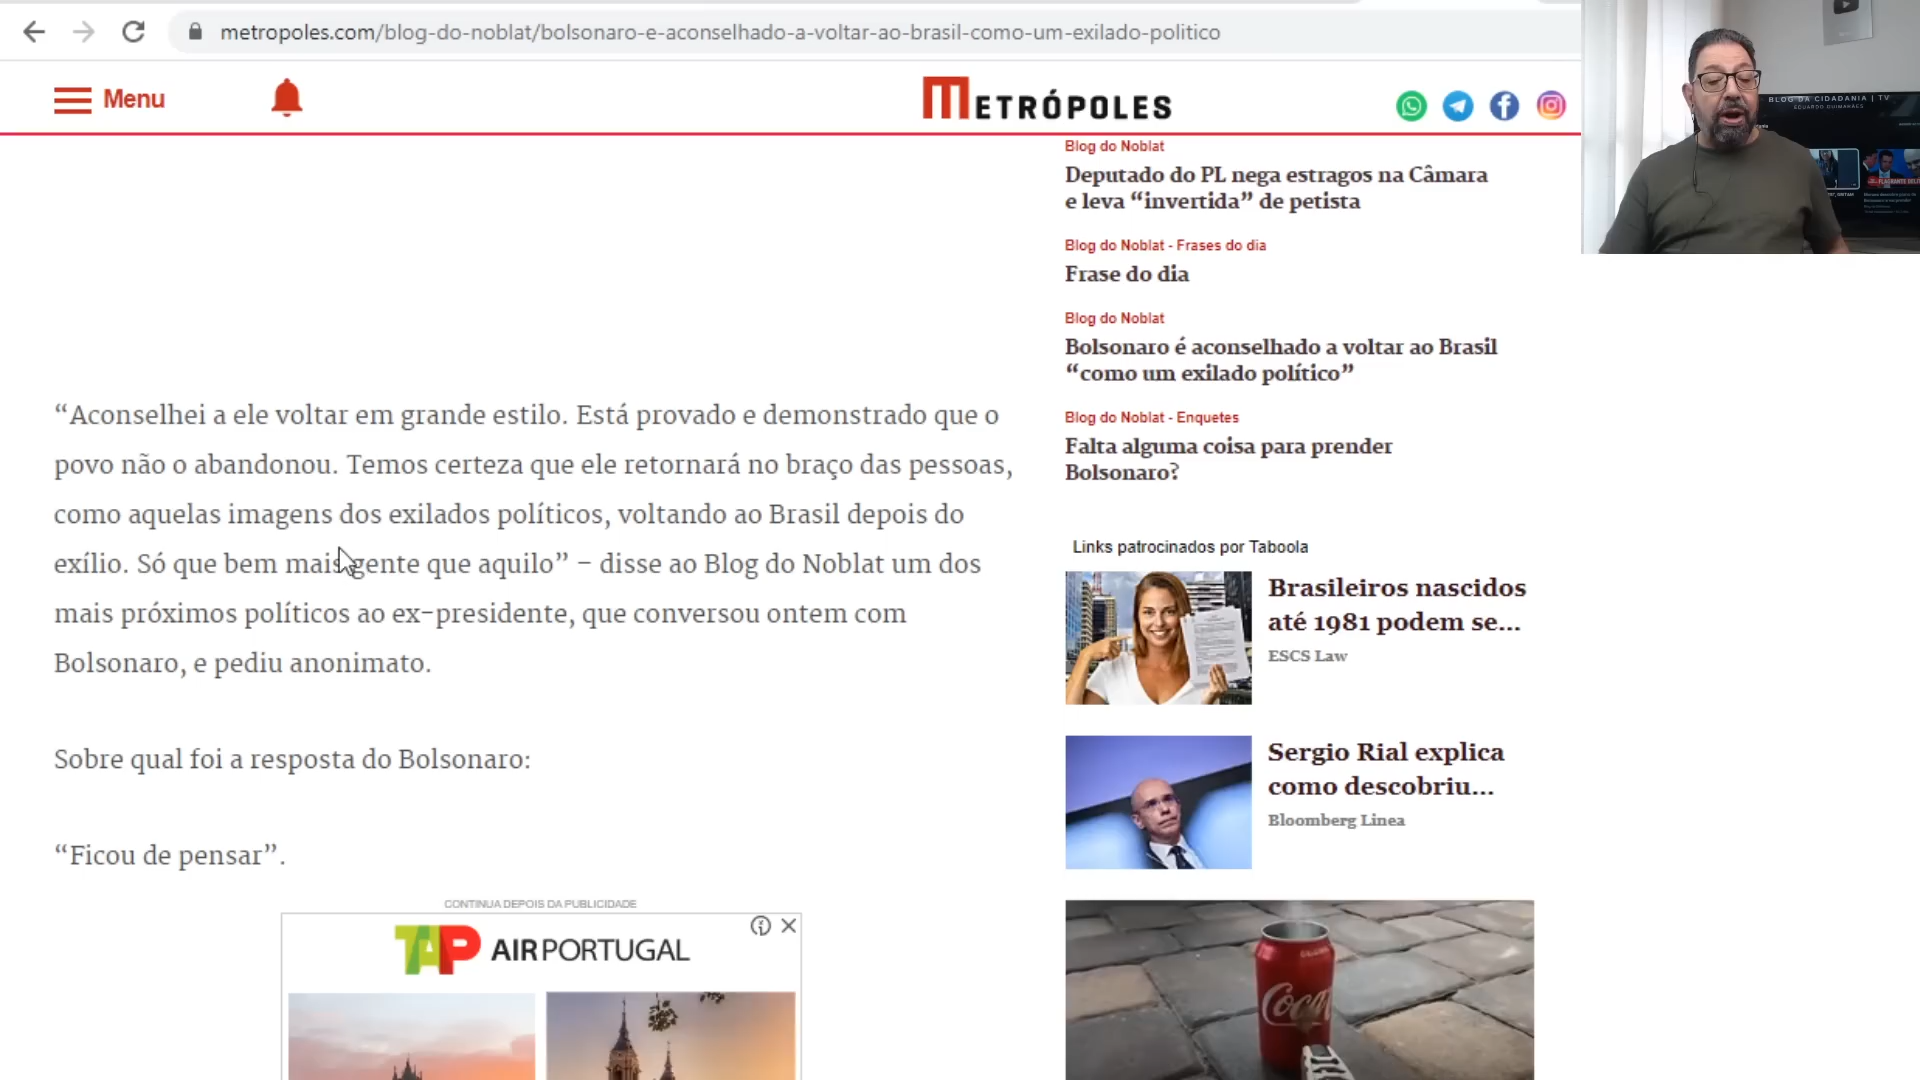 metropoles.com/blog-do-noblat/bolsonaro-e-aconselhado-a-voltar-ao-brasil-como-um-exilado-politico
Menu
METRÓPOLES
BLOG DA CIDADANIA | TV
EDUARDO GUIMARÃES
“Aconselhei a ele voltar em grande estilo. Está provado e demonstrado que o
povo não o abandonou. Temos certeza que ele retornará no braço das pessoas,
como aquelas imagens dos exilados políticos, voltando ao Brasil depois do
exílio. Só que bem mais gente que aquilo” – disse ao Blog do Noblat um dos
mais próximos políticos ao ex-presidente, que conversou ontem com
Bolsonaro, e pediu anonimato.
Sobre qual foi a resposta do Bolsonaro:
“Ficou de pensar”.
CONTINUA DEPOIS DA PUBLICIDADE
TAP AIRPORTUGAL
Blog do Noblat
Deputado do PL nega estragos na Câmara
e leva “invertida” de petista
Blog do Noblat - Frases do dia
Frase do dia
Blog do Noblat
Bolsonaro é aconselhado a voltar ao Brasil
“como um exilado político”
Blog do Noblat - Enquetes
Falta alguma coisa para prender
Bolsonaro?
Links patrocinados por Taboola
Brasileiros nascidos
até 1981 podem se...
ESCS Law
Sergio Rial explica
como descobriu...
Bloomberg Linea